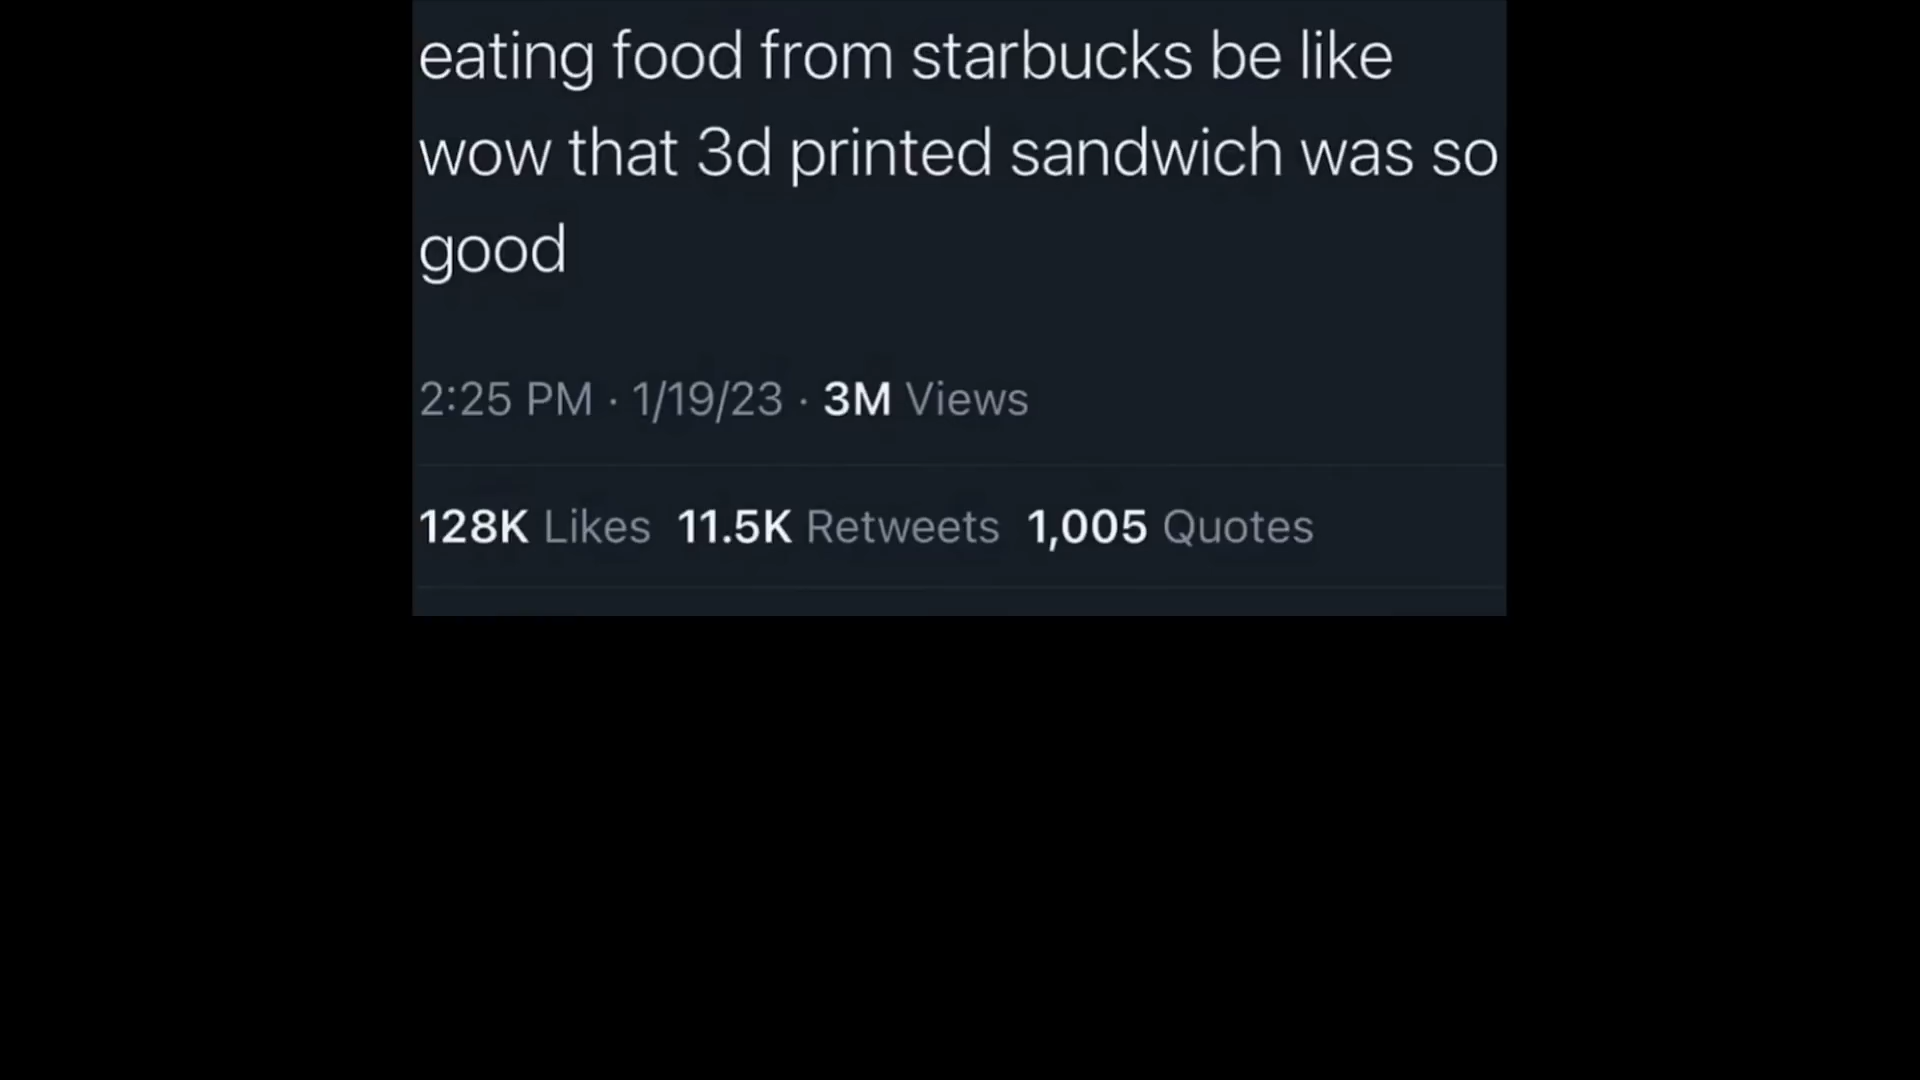 eating food from starbucks be like
wow that 3d printed sandwich was so
good
2:25 PM · 1/19/23 · 3M Views
128K Likes 11.5K Retweets 1,005 Quotes